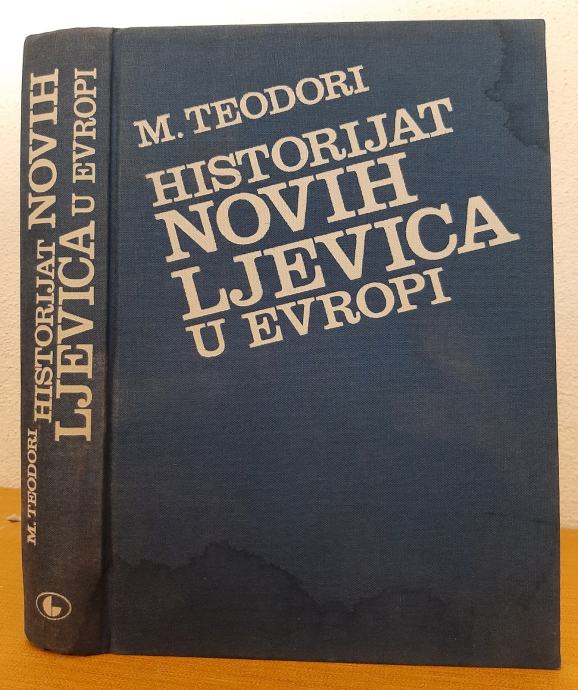 M. TEODORI
HISTORIJAT
NOVIH
LJEVICA
U EVROPI
M. TEODORI HISTORIJAT NOVIH
LJEVICA U EVROPI